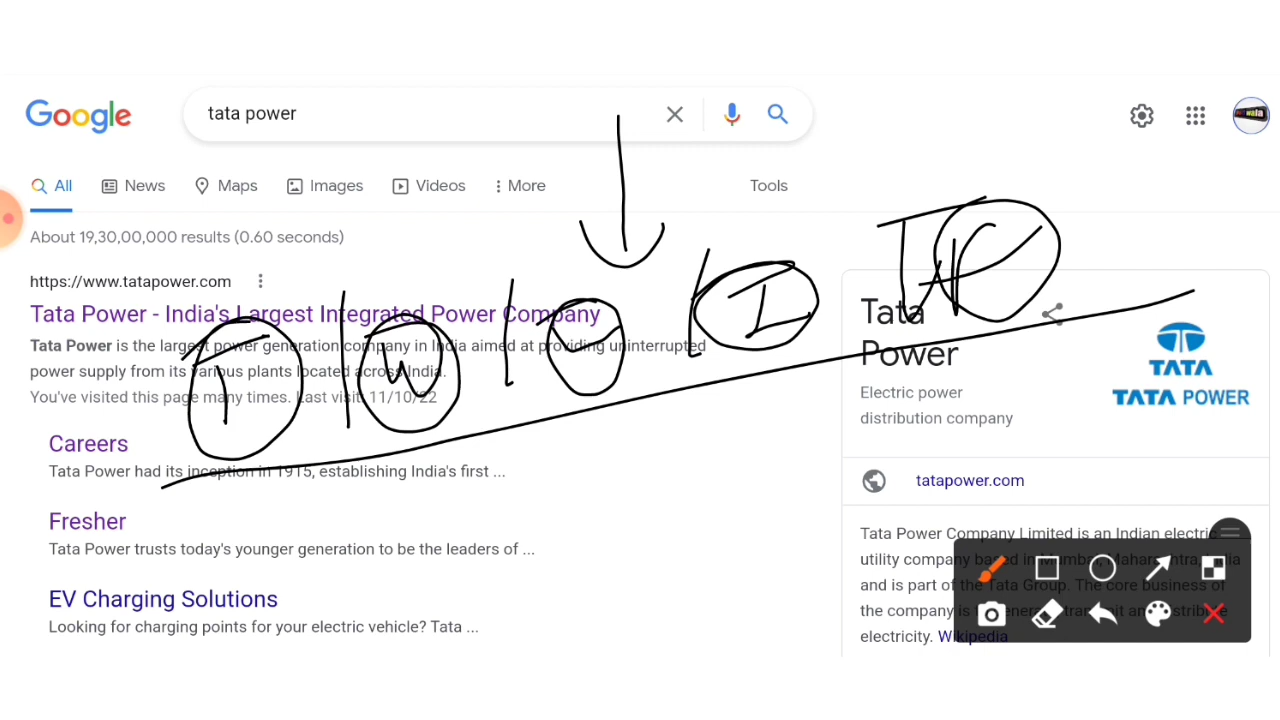 Google
tata power
All News Maps Images Videos More Tools
About 19,30,00,000 results (0.60 seconds)
https://www.tatapower.com
Tata Power - India's Largest Integrated Power Company
Tata Power is the largest power generation company in India aimed at providing uninterrupted
power supply from its various plants located across India.
You've visited this page many times. Last visit: 11/10/22
Careers
Tata Power had its inception in 1915, establishing India's first ...
Fresher
Tata Power trusts today's younger generation to be the leaders of ...
EV Charging Solutions
Looking for charging points for your electric vehicle? Tata ...
W
I
Tata
Power
Electric power
distribution company
TATA
TATA POWER
tatapower.com
Tata Power Company Limited is an Indian electric
utility company based in Mumbai, Maharashtra, India
and is part of the Tata Group. The core business of
the company is to generate, transmit and distribute
electricity. Wikipedia